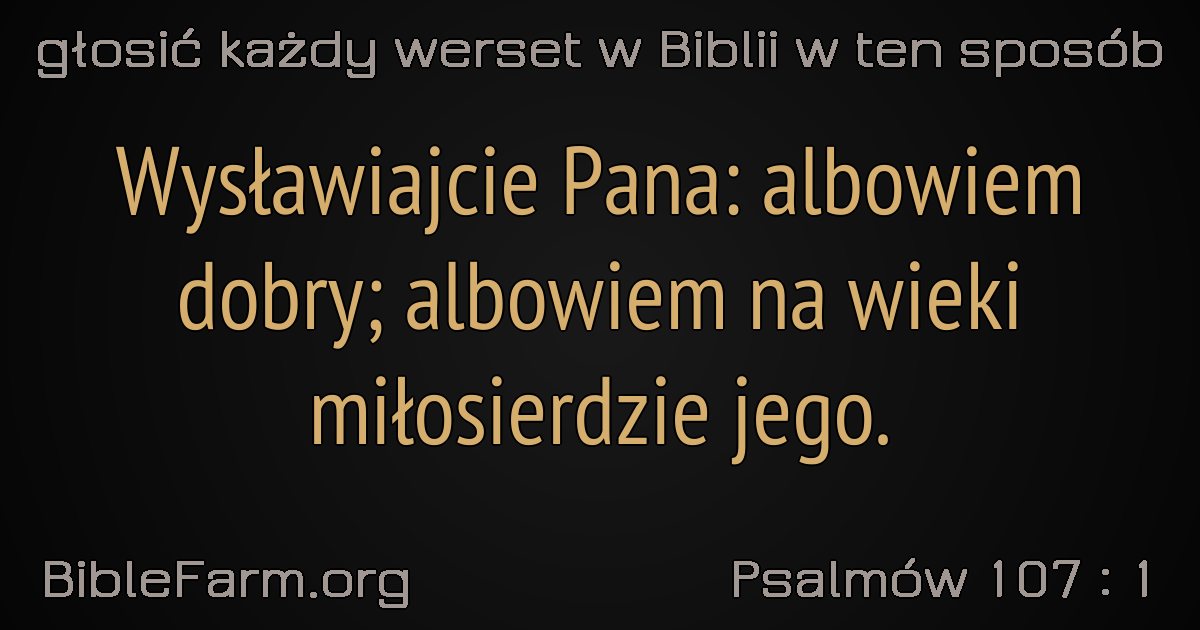 głosić każdy werset w Biblii w ten sposób
Wysławiajcie Pana: albowiem
dobry; albowiem na wieki
miłosierdzie jego.
BibleFarm.org
Psalmów 107 : 1